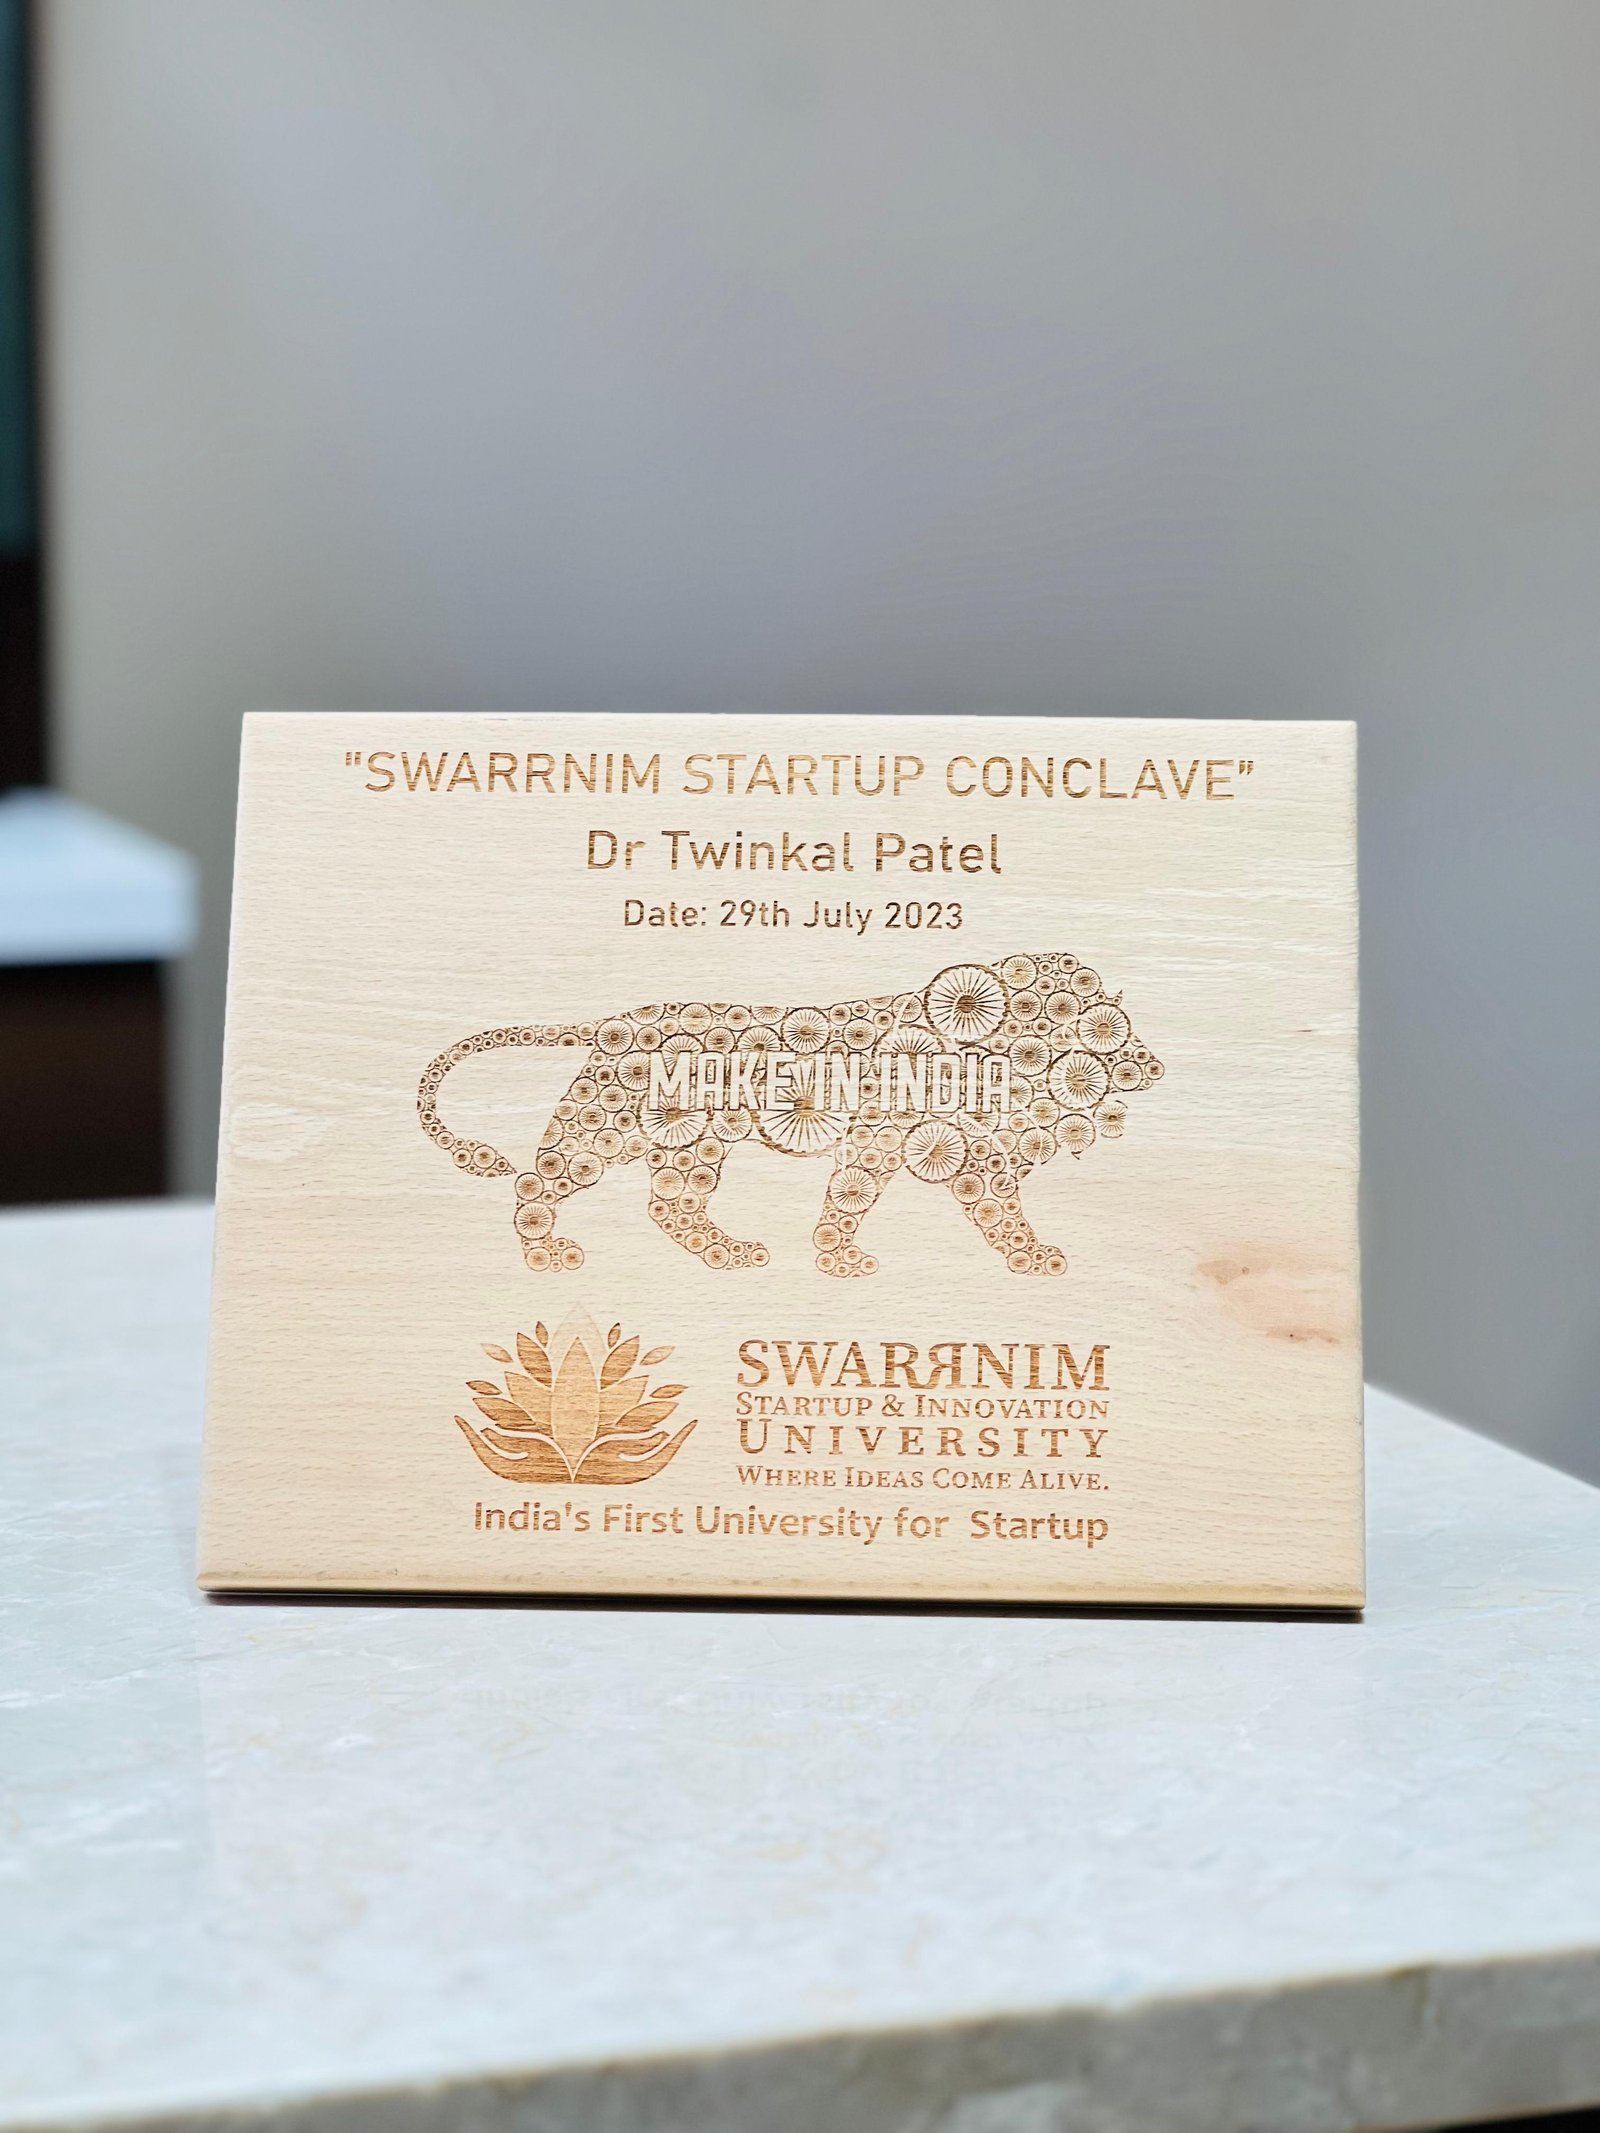 "SWARRNIM STARTUP CONCLAVE"
Dr Twinkal Patel
Date: 29th July 2023
MAKE IN INDIA
SWARЯNIM
STARTUP & INNOVATION
UNIVERSITY
WHERE IDEAS COME ALIVE.
India's First University for Startup